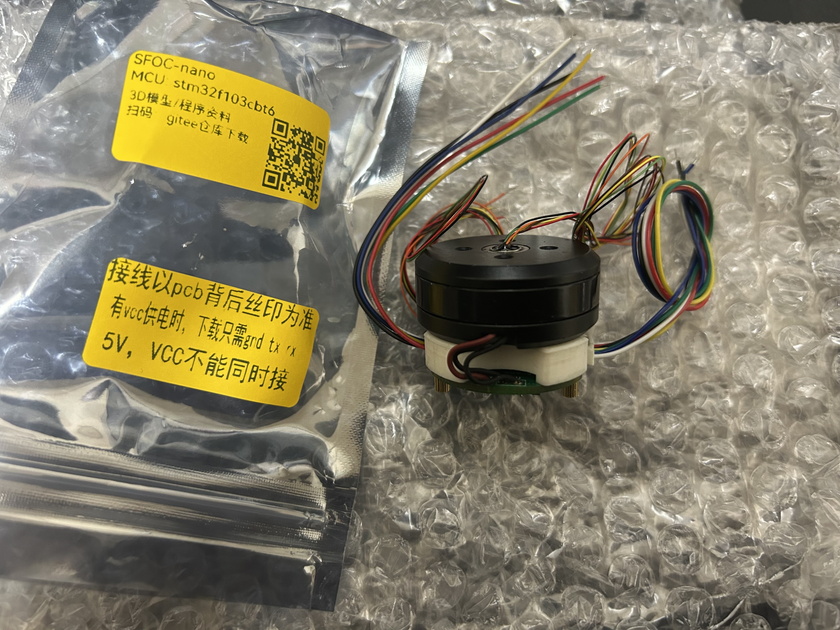 SFOC-nano
MCU stm32f103cbt6
3D模型/程序资料
扫码 gitee仓库下载
接线以pcb背后丝印为准
有vcc供电时，下载只需gnd tx rx
5V，VCC不能同时接